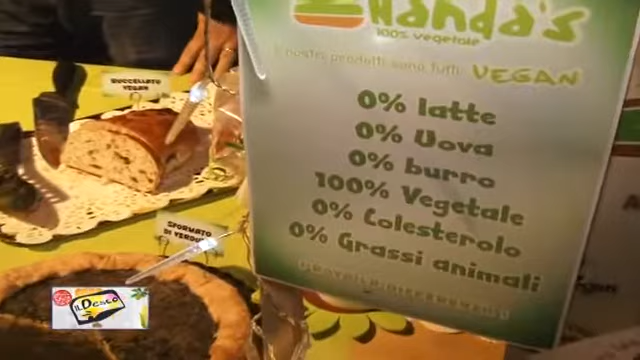 Zhanda's
100% VEGETALE
I nostri prodotti sono tutti VEGAN
0% latte
0% Uova
0% burro
100% Vegetale
0% Colesterolo
0% Grassi animali
BUCCELLATO
VEGAN
SFORMATO
DI VERDURE
IL DESCO